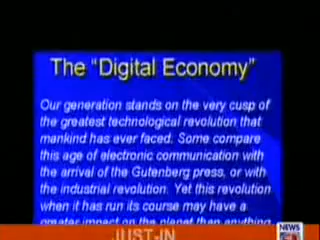 The "Digital Economy"
Our generation stands on the very cusp of
the greatest technological revolution that
mankind has ever faced. Some compare
this age of electronic communication with
the arrival of the Gutenberg press, or with
the industrial revolution. Yet this revolution
when it has run its course may have a
greater impact on the planet than anything
JUST-IN
NEWS